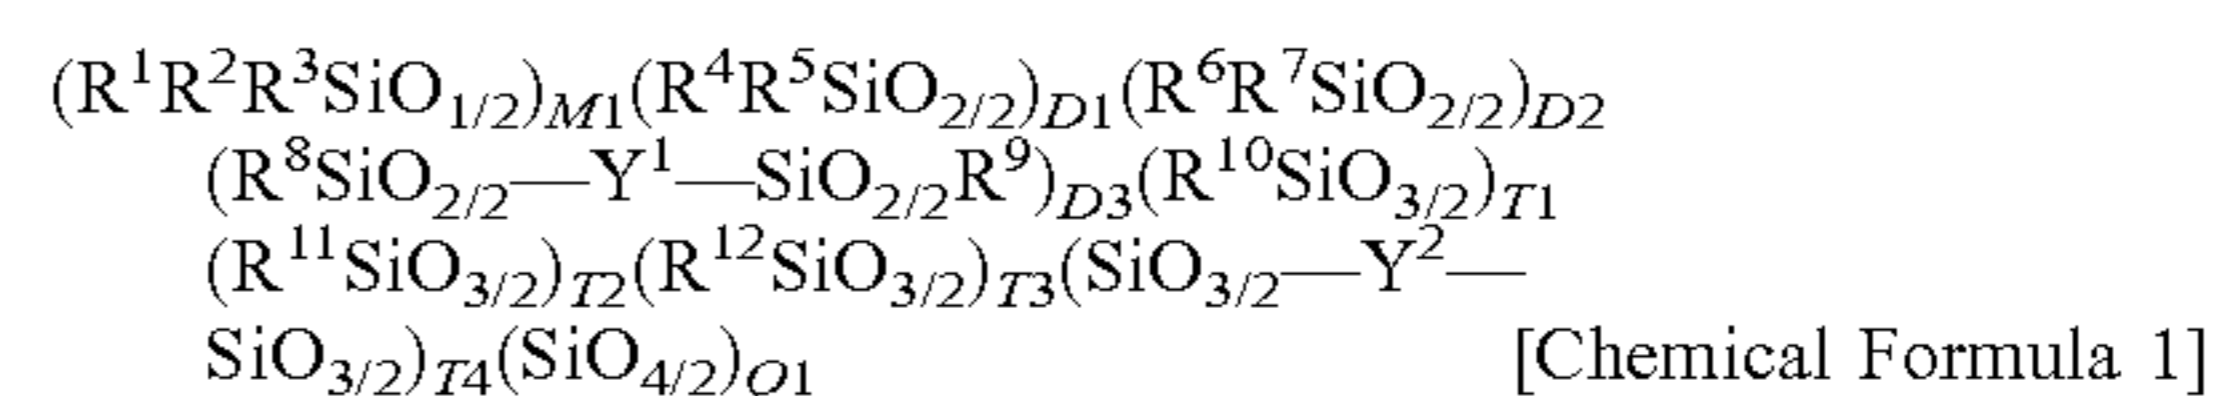 (R¹R²R³SiO₁/₂)M1(R⁴R⁵SiO₂/₂)D1(R⁶R⁷SiO₂/₂)D2
(R⁸SiO₂/₂—Y¹—SiO₂/₂R⁹)D3(R¹⁰SiO₃/₂)T1
(R¹¹SiO₃/₂)T2(R¹²SiO₃/₂)T3(SiO₃/₂—Y²—
SiO₃/₂)T4(SiO₄/₂)Q1 [Chemical Formula 1]